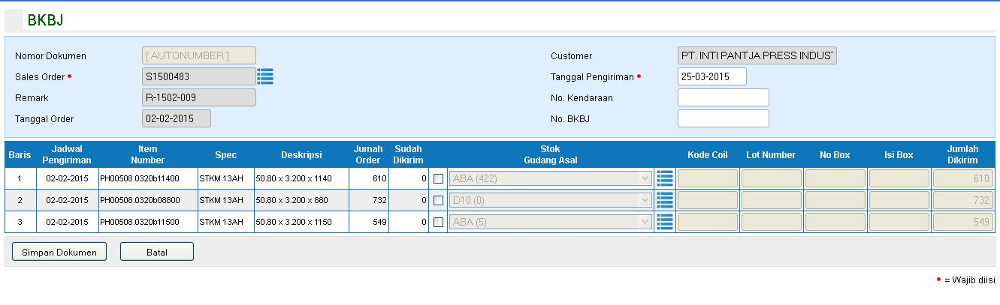 BKBJ
Nomor Dokumen [ AUTONUMBER ] Customer PT. INTI PANTJA PRESS INDUST
Sales Order • S1500483 Tanggal Pengiriman • 25-03-2015
Remark R-1502-009 No. Kendaraan
Tanggal Order 02-02-2015 No. BKBJ
Baris Jadwal Pengiriman Item Number Spec Deskripsi Jumah Order Sudah Dikirim Stok Gudang Asal Kode Coil Lot Number No Box Isi Box Jumlah Dikirim
1 02-02-2015 PH00508.0320b11400 STKM 13AH 50.80 x 3.200 x 1140 610 0 ABA (422) 610
2 02-02-2015 PH00508.0320b08800 STKM 13AH 50.80 x 3.200 x 880 732 0 D10 (0) 732
3 02-02-2015 PH00508.0320b11500 STKM 13AH 50.80 x 3.200 x 1150 549 0 ABA (5) 549
Simpan Dokumen Batal
• = Wajib diisi